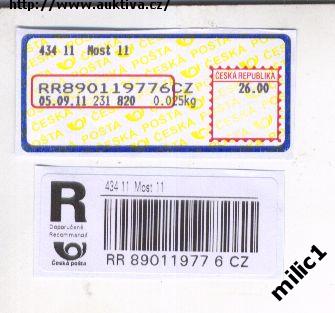 http://www.auktiva.cz/
434 11 Most 11
ČESKÁ REPUBLIKA
RR890119776CZ
26.00
05.09.11 231 820 0.025kg
ČESKÁ POŠTA
R
434 11 Most 11
Doporučeně
Recommandé
Česká pošta
RR 89011977 6 CZ
milic1